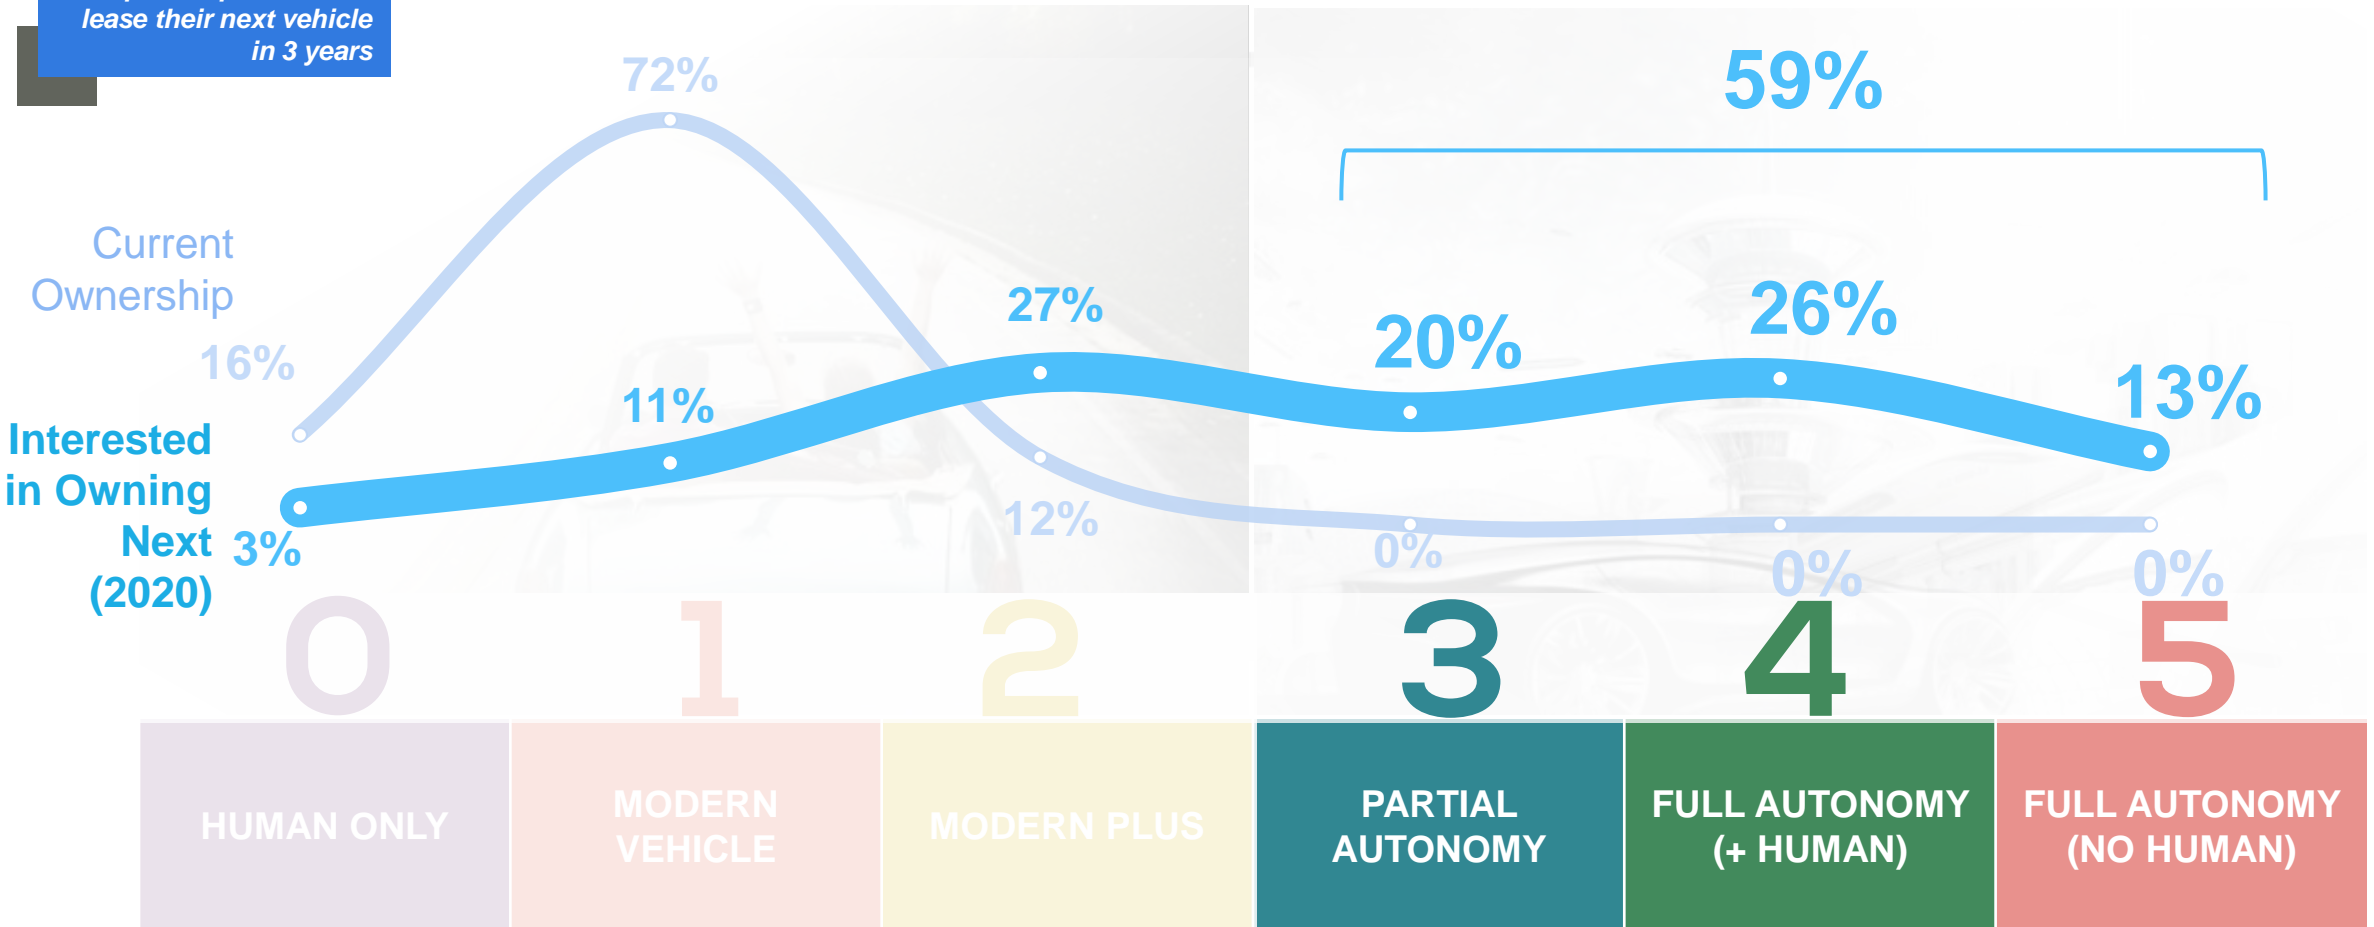 lease their next vehicle
in 3 years
72%
59%
Current
Ownership
16%
27%
20%
26%
11%
13%
Interested
in Owning
Next
(2020)
3%
12%
0%
0%
0%
0
1
2
3
4
5
HUMAN ONLY
MODERN
VEHICLE
MODERN PLUS
PARTIAL
AUTONOMY
FULL AUTONOMY
(+ HUMAN)
FULL AUTONOMY
(NO HUMAN)